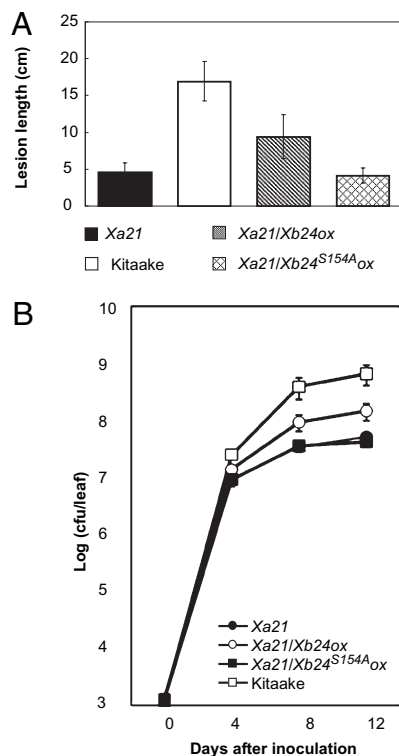 A
Lesion length (cm)
25
20
15
10
5
0
Xa21
Xa21/Xb24ox
Kitaake
Xa21/Xb24S154Aox
B
Log (cfu/leaf)
10
9
8
7
6
5
4
3
Xa21
Xa21/Xb24ox
Xa21/Xb24S154Aox
Kitaake
0 4 8 12
Days after inoculation